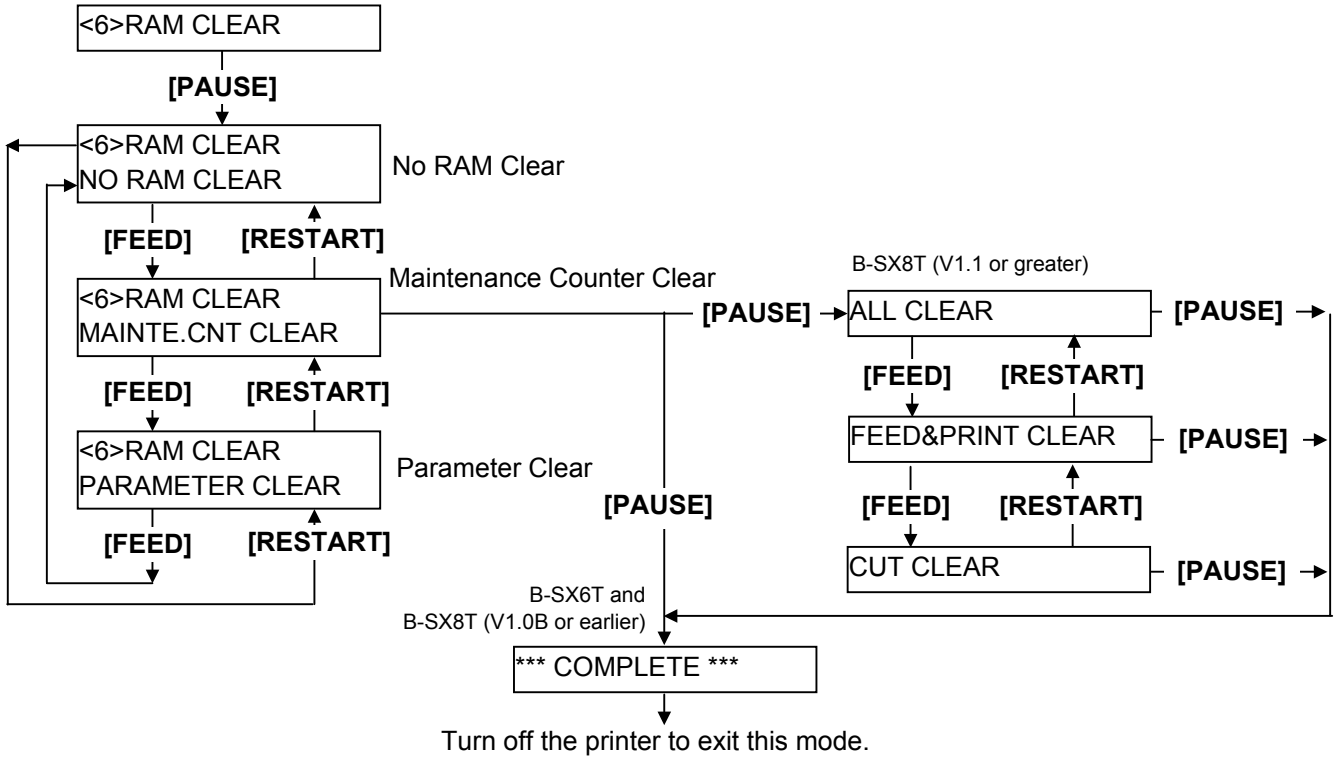 <6>RAM CLEAR
[PAUSE]
<6>RAM CLEAR
NO RAM CLEAR
No RAM Clear
[FEED]
[RESTART]
<6>RAM CLEAR
MAINTE.CNT CLEAR
Maintenance Counter Clear
[PAUSE]
B-SX8T (V1.1 or greater)
ALL CLEAR
[PAUSE]
[FEED]
[RESTART]
[FEED]
[RESTART]
<6>RAM CLEAR
PARAMETER CLEAR
Parameter Clear
FEED&PRINT CLEAR
[PAUSE]
[PAUSE]
[FEED]
[RESTART]
[FEED]
[RESTART]
CUT CLEAR
[PAUSE]
B-SX6T and
B-SX8T (V1.0B or earlier)
*** COMPLETE ***
Turn off the printer to exit this mode.